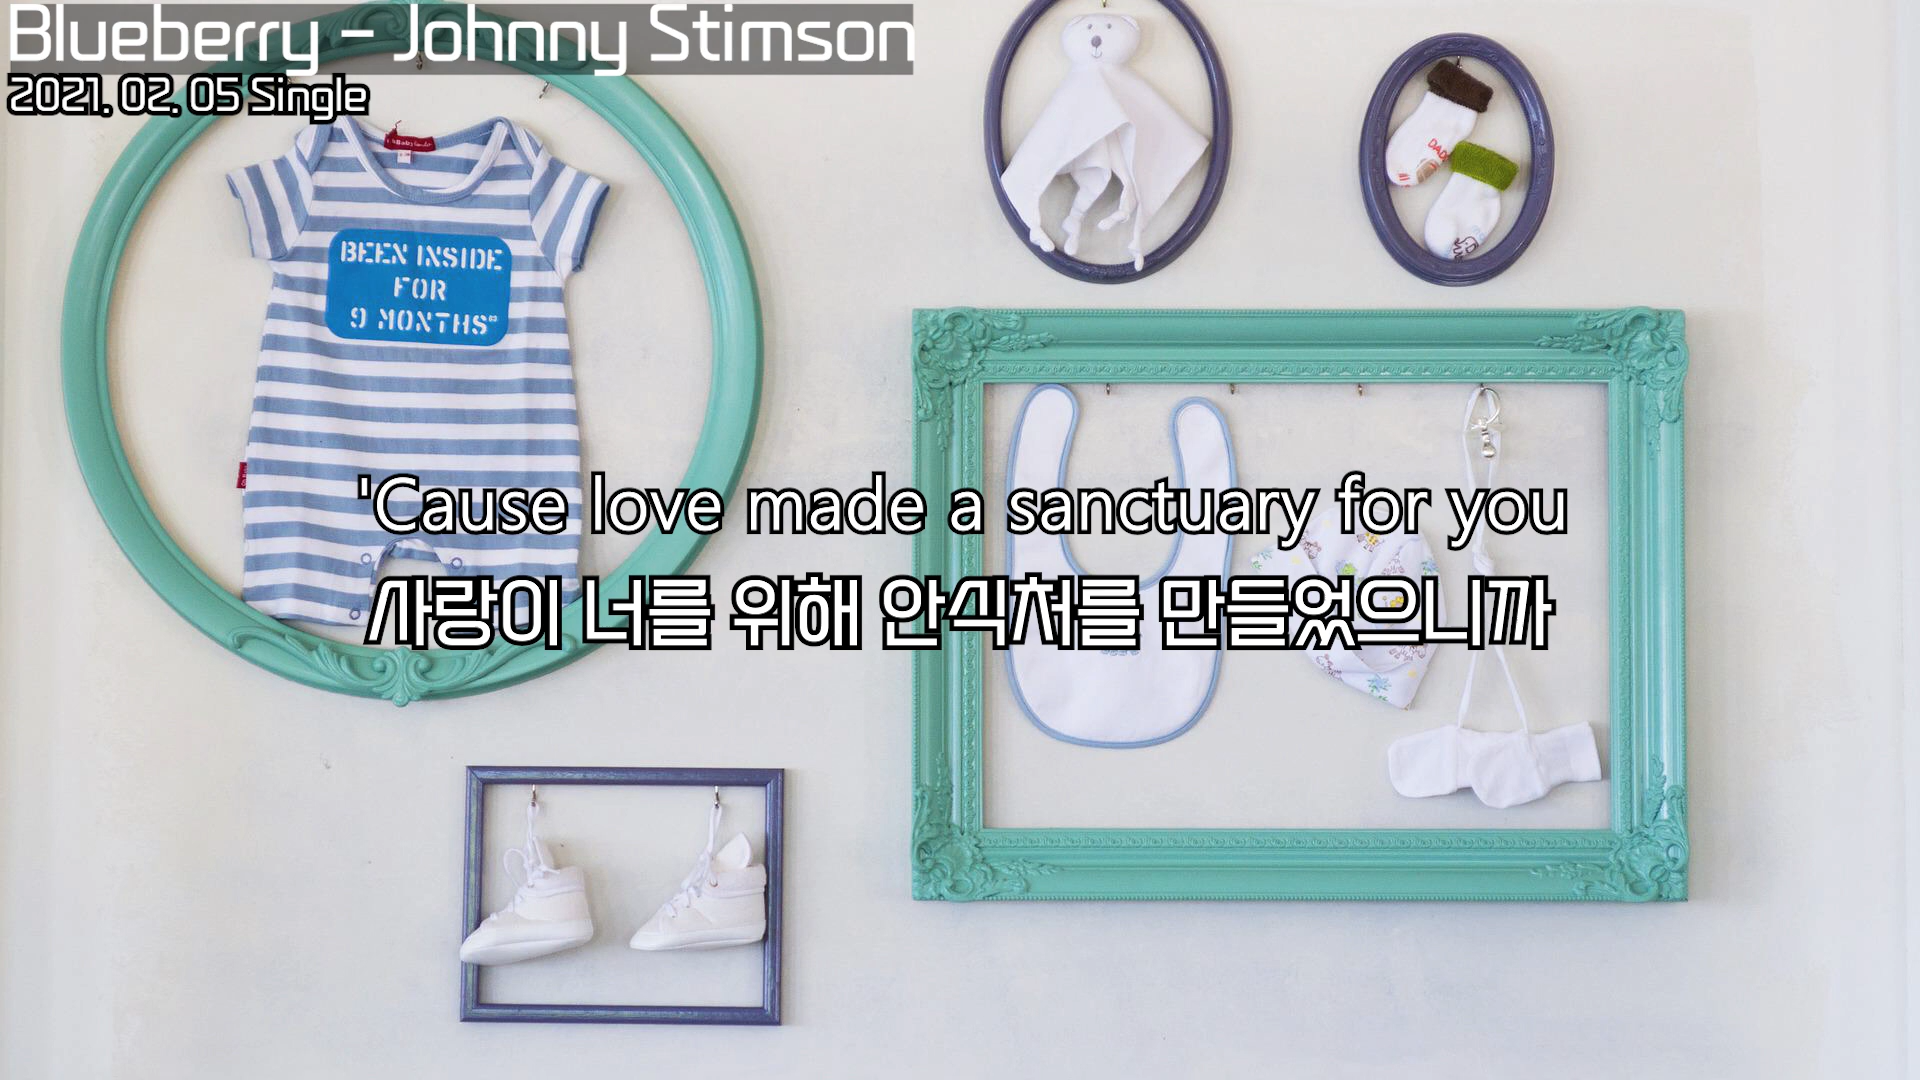 Blueberry - Johnny Stimson
2021. 02. 05 Single
BEEN INSIDE
FOR
9 MONTHS
'Cause love made a sanctuary for you
사랑이 너를 위해 안식처를 만들었으니까